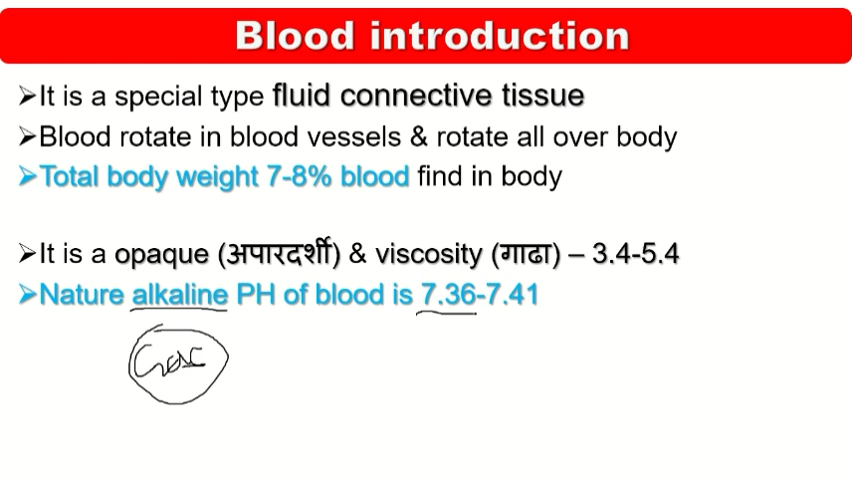 Blood introduction
➢It is a special type fluid connective tissue
➢Blood rotate in blood vessels & rotate all over body
➢Total body weight 7-8% blood find in body
➢It is a opaque (अपारदर्शी) & viscosity (गाढा) – 3.4-5.4
➢Nature alkaline PH of blood is 7.36-7.41